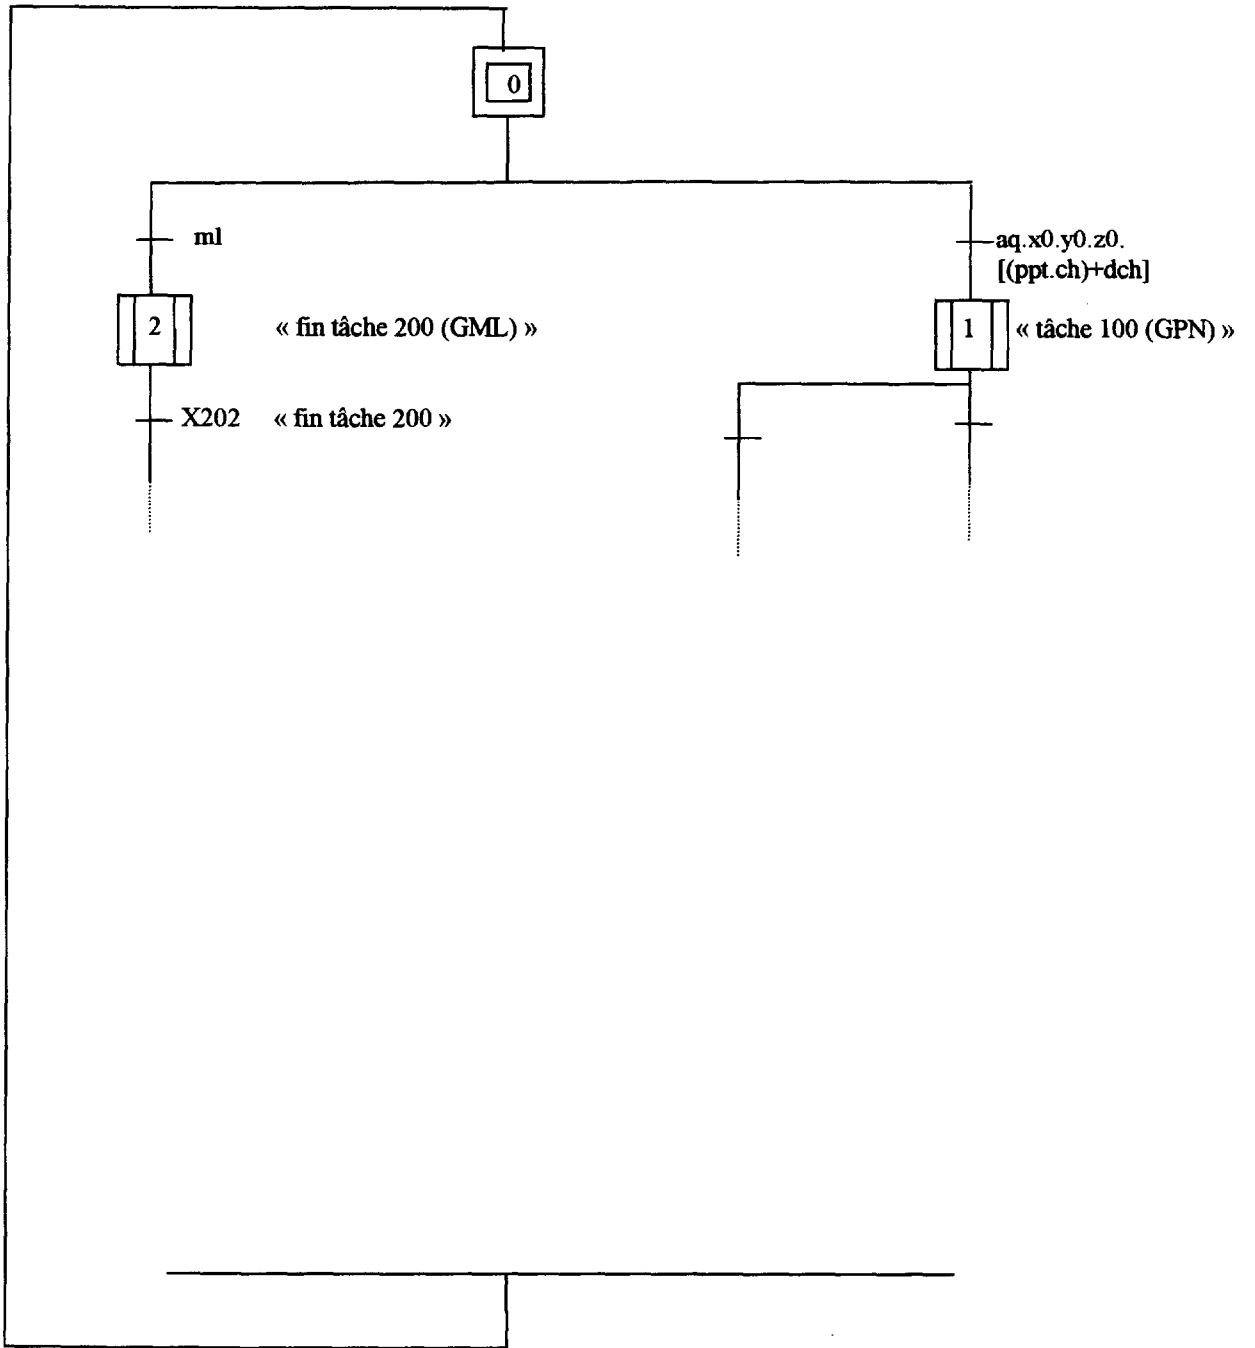 0
ml
aq.x0.y0.z0.
[(ppt.ch)+dch]
2
« fin tâche 200 (GML) »
1
« tâche 100 (GPN) »
X202
« fin tâche 200 »